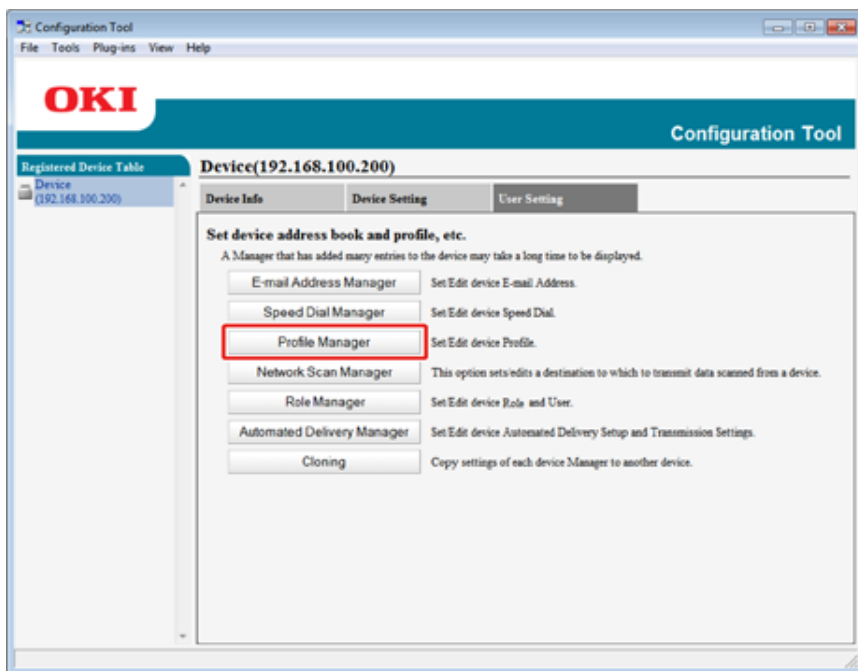 Configuration Tool
File Tools Plug-ins View Help
OKI
Configuration Tool
Registered Device Table
Device
(192.168.100.200)
Device(192.168.100.200)
Device Info Device Setting User Setting
Set device address book and profile, etc.
A Manager that has added many entries to the device may take a long time to be displayed.
E-mail Address Manager Set/Edit device E-mail Address.
Speed Dial Manager Set/Edit device Speed Dial.
Profile Manager Set/Edit device Profile.
Network Scan Manager This option sets/edits a destination to which to transmit data scanned from a device.
Role Manager Set/Edit device Role and User.
Automated Delivery Manager Set/Edit device Automated Delivery Setup and Transmission Settings.
Cloning Copy settings of each device Manager to another device.